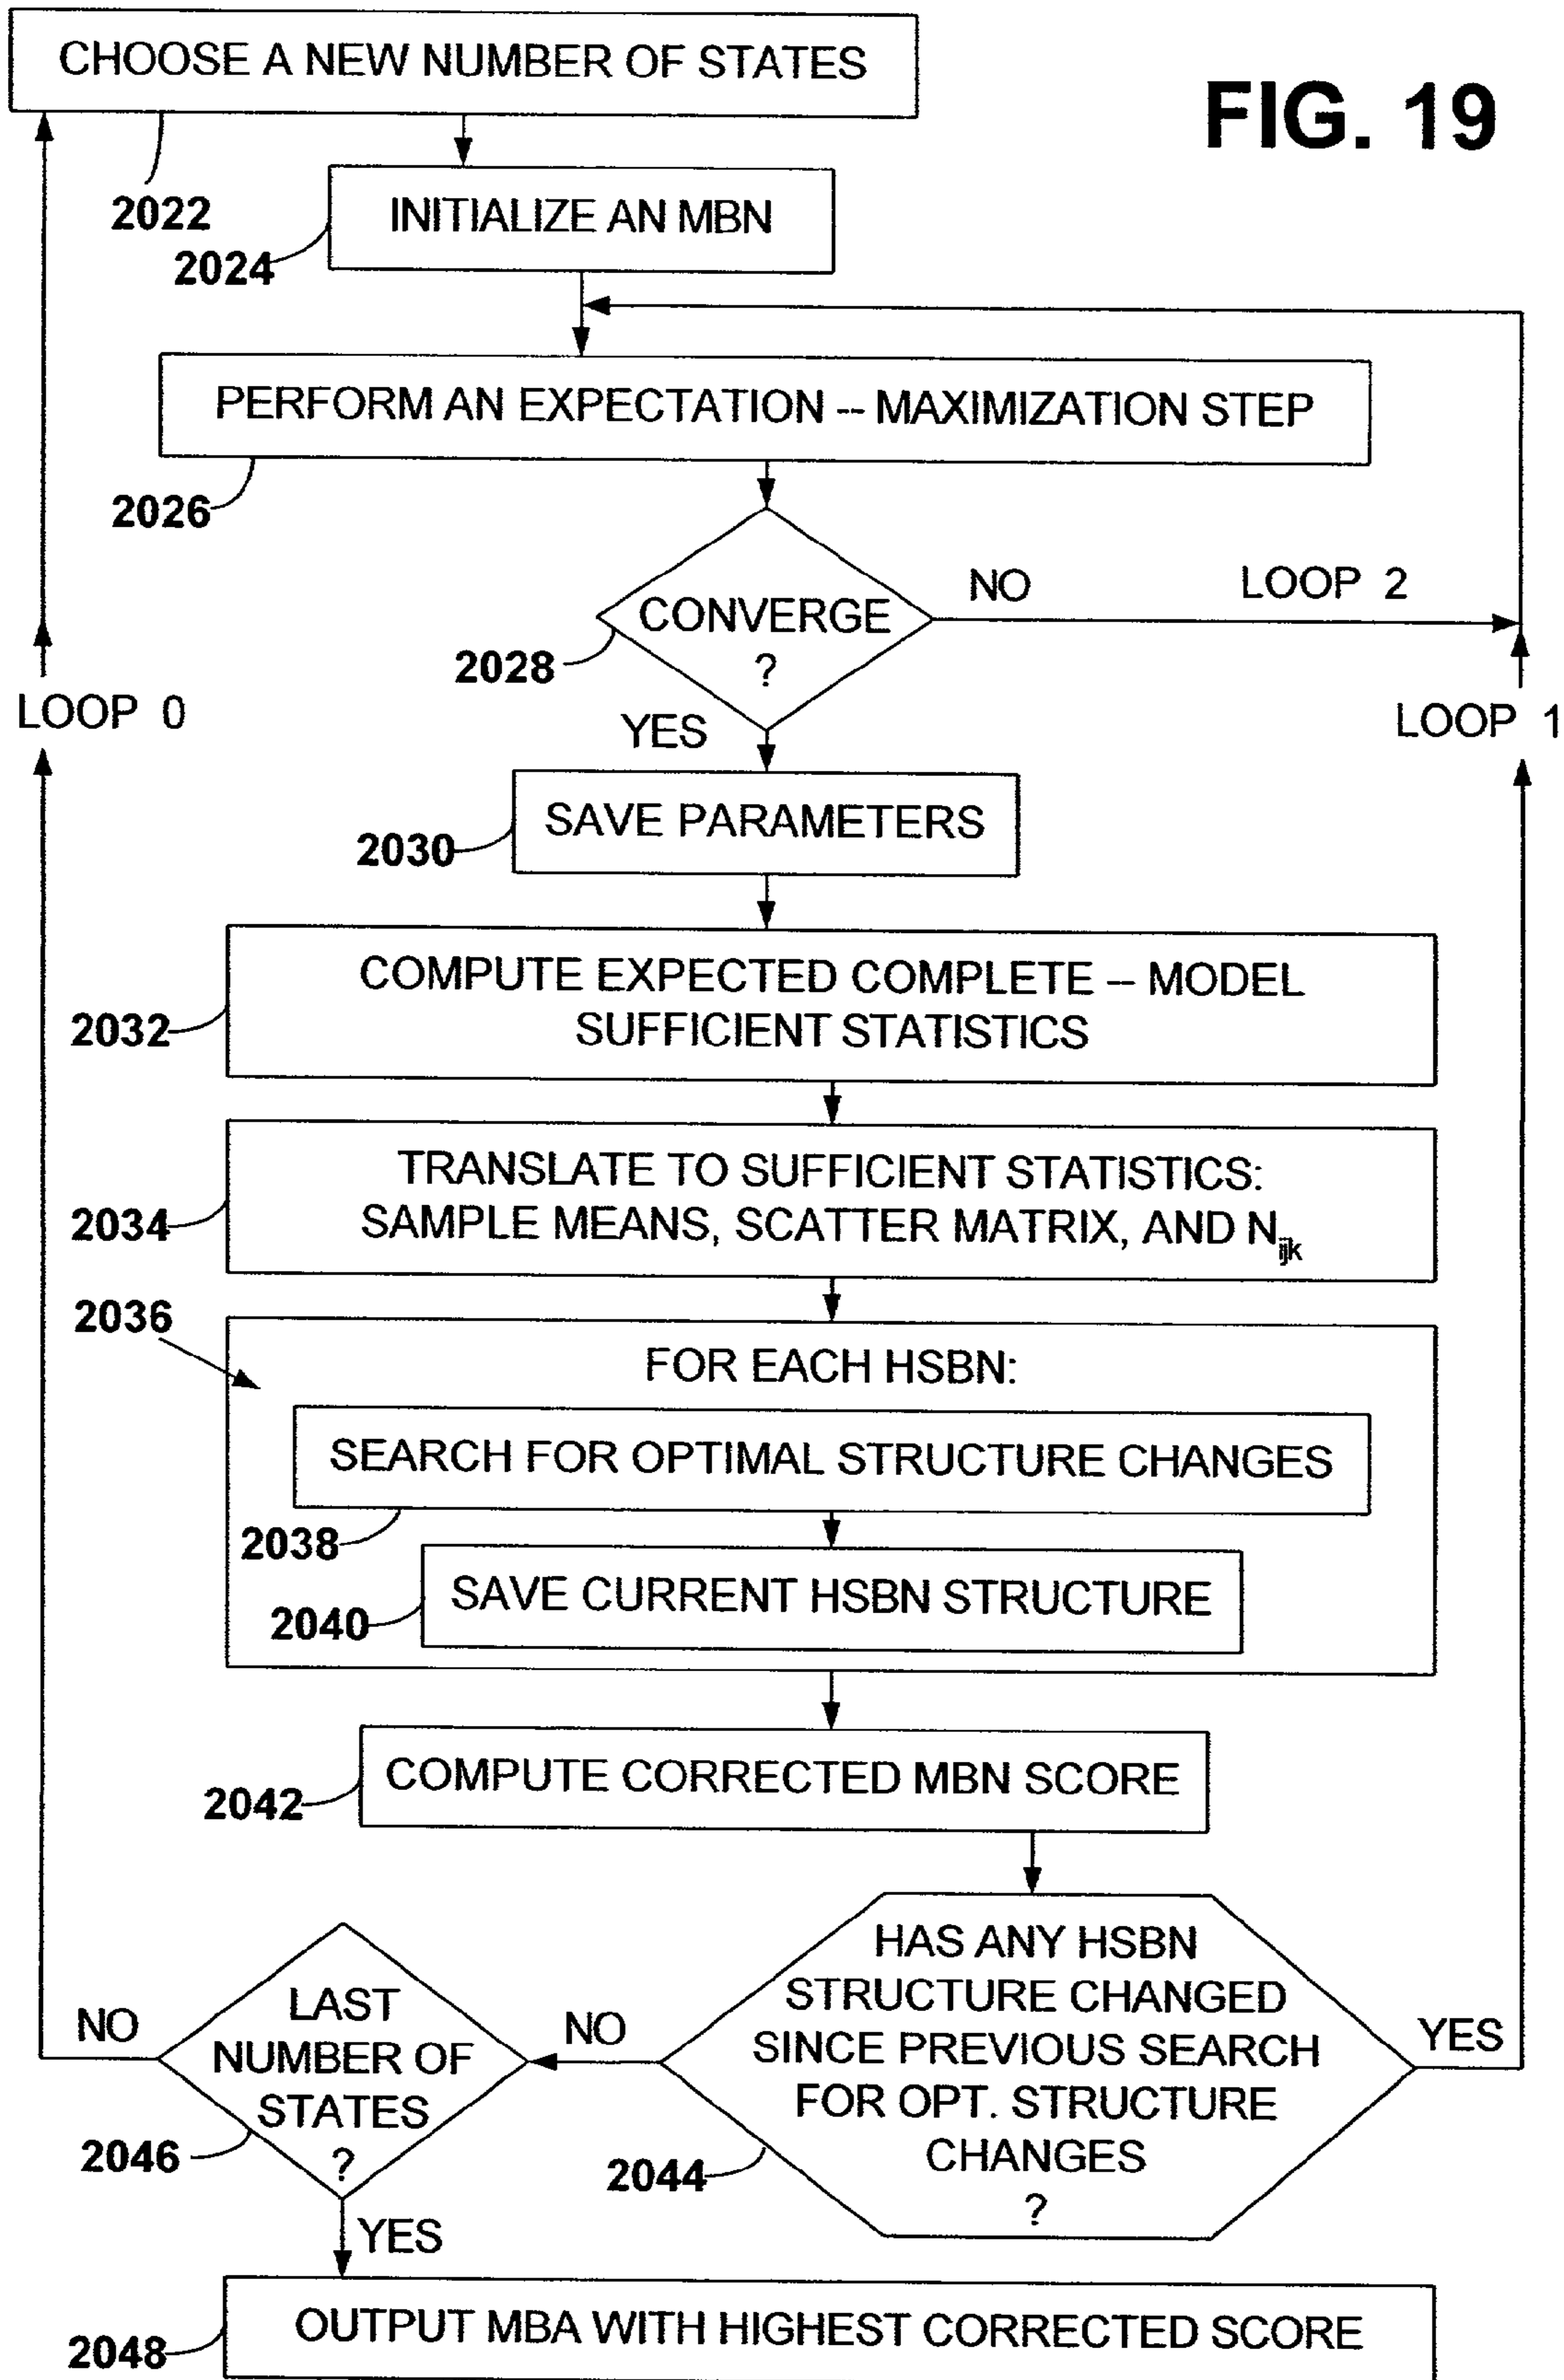 CHOOSE A NEW NUMBER OF STATES
FIG. 19
2022
INITIALIZE AN MBN
2024
PERFORM AN EXPECTATION -- MAXIMIZATION STEP
2026
CONVERGE
?
2028
NO
LOOP 2
LOOP 0
LOOP 1
YES
SAVE PARAMETERS
2030
COMPUTE EXPECTED COMPLETE -- MODEL
SUFFICIENT STATISTICS
2032
TRANSLATE TO SUFFICIENT STATISTICS:
SAMPLE MEANS, SCATTER MATRIX, AND Nijk
2034
2036
FOR EACH HSBN:
SEARCH FOR OPTIMAL STRUCTURE CHANGES
2038
SAVE CURRENT HSBN STRUCTURE
2040
COMPUTE CORRECTED MBN SCORE
2042
HAS ANY HSBN
STRUCTURE CHANGED
SINCE PREVIOUS SEARCH
FOR OPT. STRUCTURE
CHANGES
?
2044
YES
NO
LAST
NUMBER OF
STATES
?
2046
NO
YES
OUTPUT MBA WITH HIGHEST CORRECTED SCORE
2048